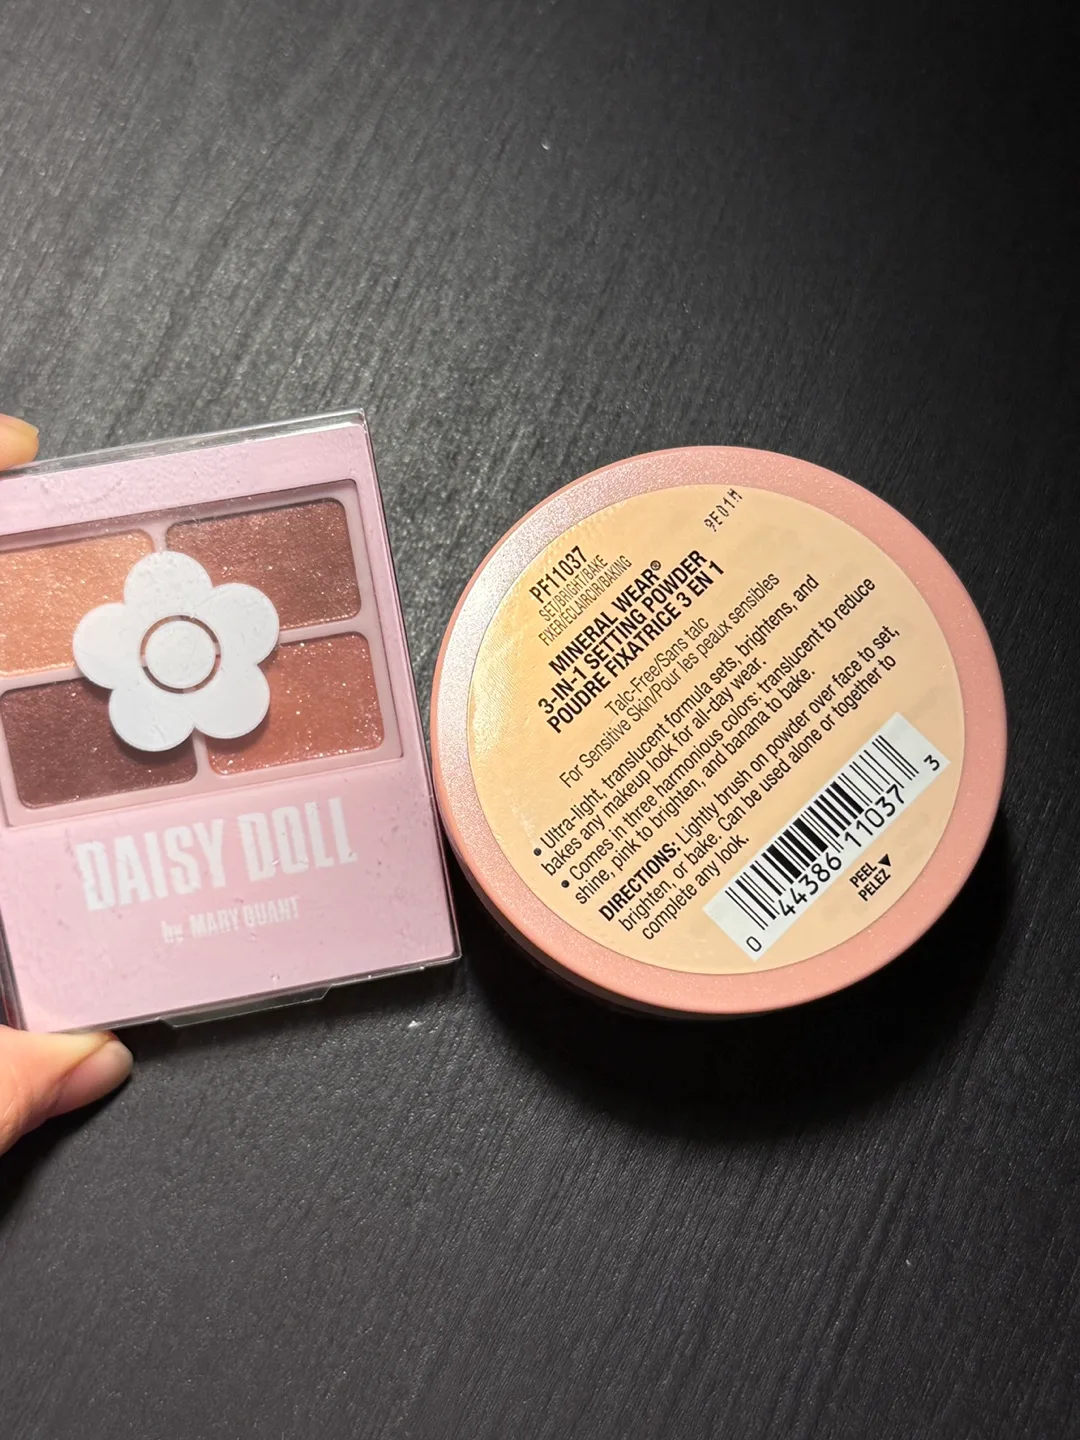 DAISY DOLL
by MARY QUANT
9E01M
PF11037
SET/BRIGHT/BAKE
FIXER/ÉCLAIRCIR/BAKING
MINERAL WEAR®
3-IN-1 SETTING POWDER
POUDRE FIXATRICE 3 EN 1
Talc-Free/Sans talc
For Sensitive Skin/Pour les peaux sensibles
• Ultra-light, translucent formula sets, brightens, and
bakes any makeup look for all-day wear.
• Comes in three harmonious colors: translucent to reduce
shine, pink to brighten, and banana to bake.
DIRECTIONS: Lightly brush on powder over face to set,
brighten, or bake. Can be used alone or together to
complete any look.
0 44386 11037 3
PEEL
PELEZ